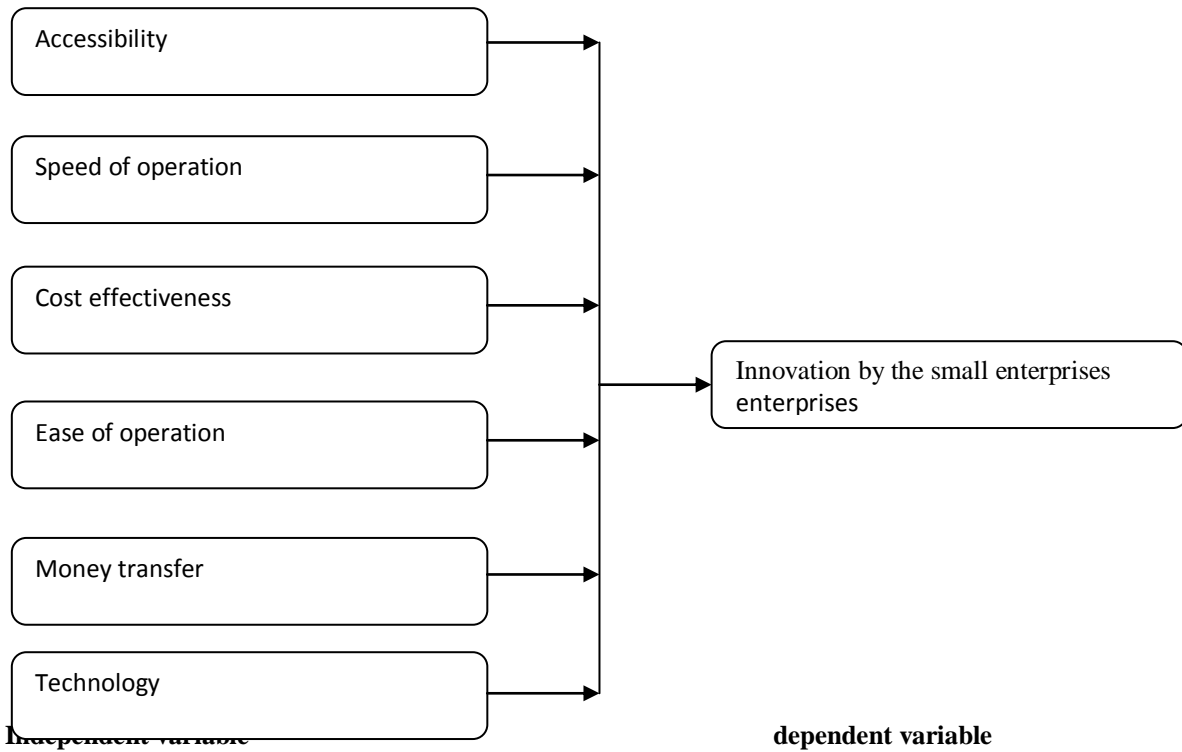 Accessibility
Speed of operation
Cost effectiveness
Innovation by the small enterprises
enterprises
Ease of operation
Money transfer
Technology
Independent variable
dependent variable